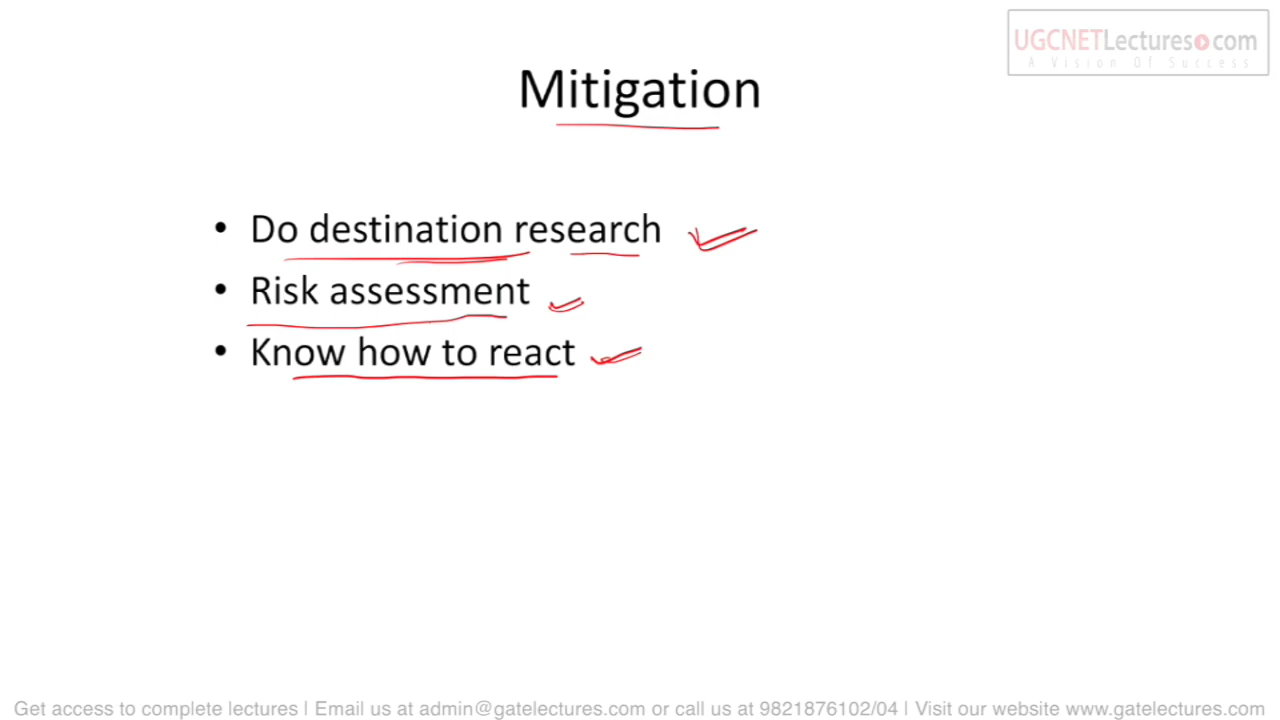 UGCNETLectures.com
A Vision Of Success
Mitigation
• Do destination research
• Risk assessment
• Know how to react
Get access to complete lectures | Email us at admin@gatelectures.com or call us at 9821876102/04 | Visit our website www.gatelectures.com